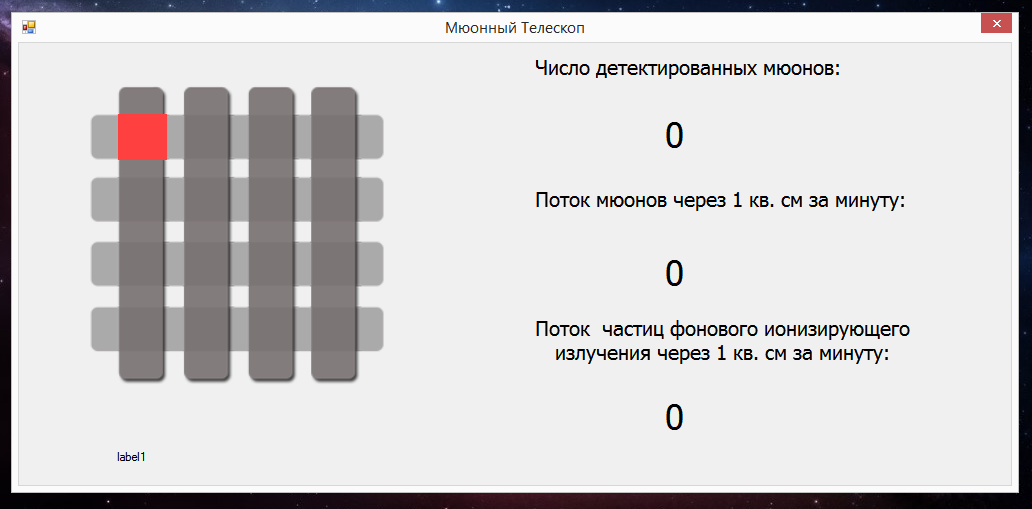 Мюонный Телескоп
Число детектированных мюонов:
0
Поток мюонов через 1 кв. см за минуту:
0
Поток  частиц фонового ионизирующего
излучения через 1 кв. см за минуту:
0
label1